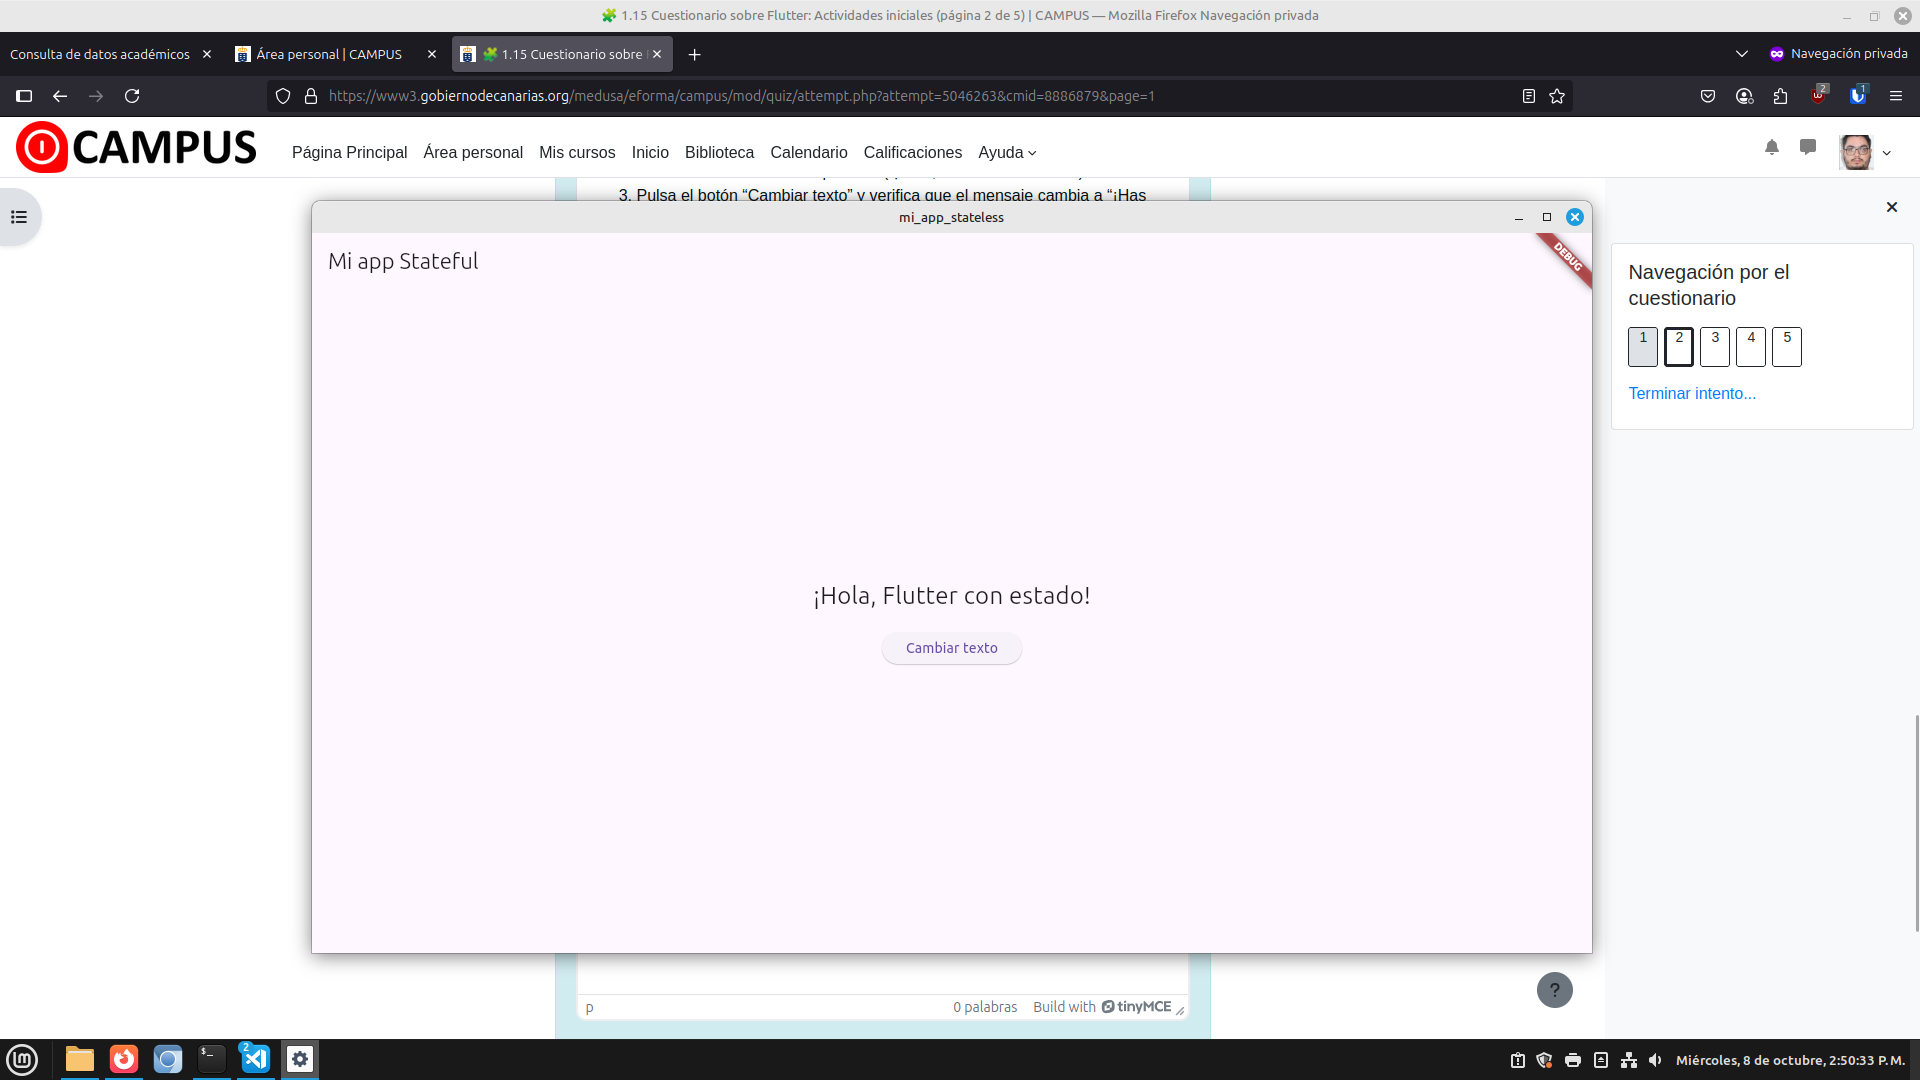 1.15 Cuestionario sobre Flutter: Actividades iniciales (página 2 de 5) | CAMPUS — Mozilla Firefox Navegación privada
Consulta de datos académicos
Área personal | CAMPUS
1.15 Cuestionario sobre
Navegación privada
https://www3.gobiernodecanarias.org/medusa/eforma/campus/mod/quiz/attempt.php?attempt=5046263&cmid=8886879&page=1
2
1
CAMPUS
Página Principal
Área personal
Mis cursos
Inicio
Biblioteca
Calendario
Calificaciones
Ayuda
3. Pulsa el botón “Cambiar texto” y verifica que el mensaje cambia a “¡Has
mi_app_stateless
Mi app Stateful
DEBUG
¡Hola, Flutter con estado!
Cambiar texto
Navegación por el
cuestionario
1 2 3 4 5
Terminar intento...
p
0 palabras
Build with tinyMCE
?
2
Miércoles, 8 de octubre, 2:50:33 P.M.